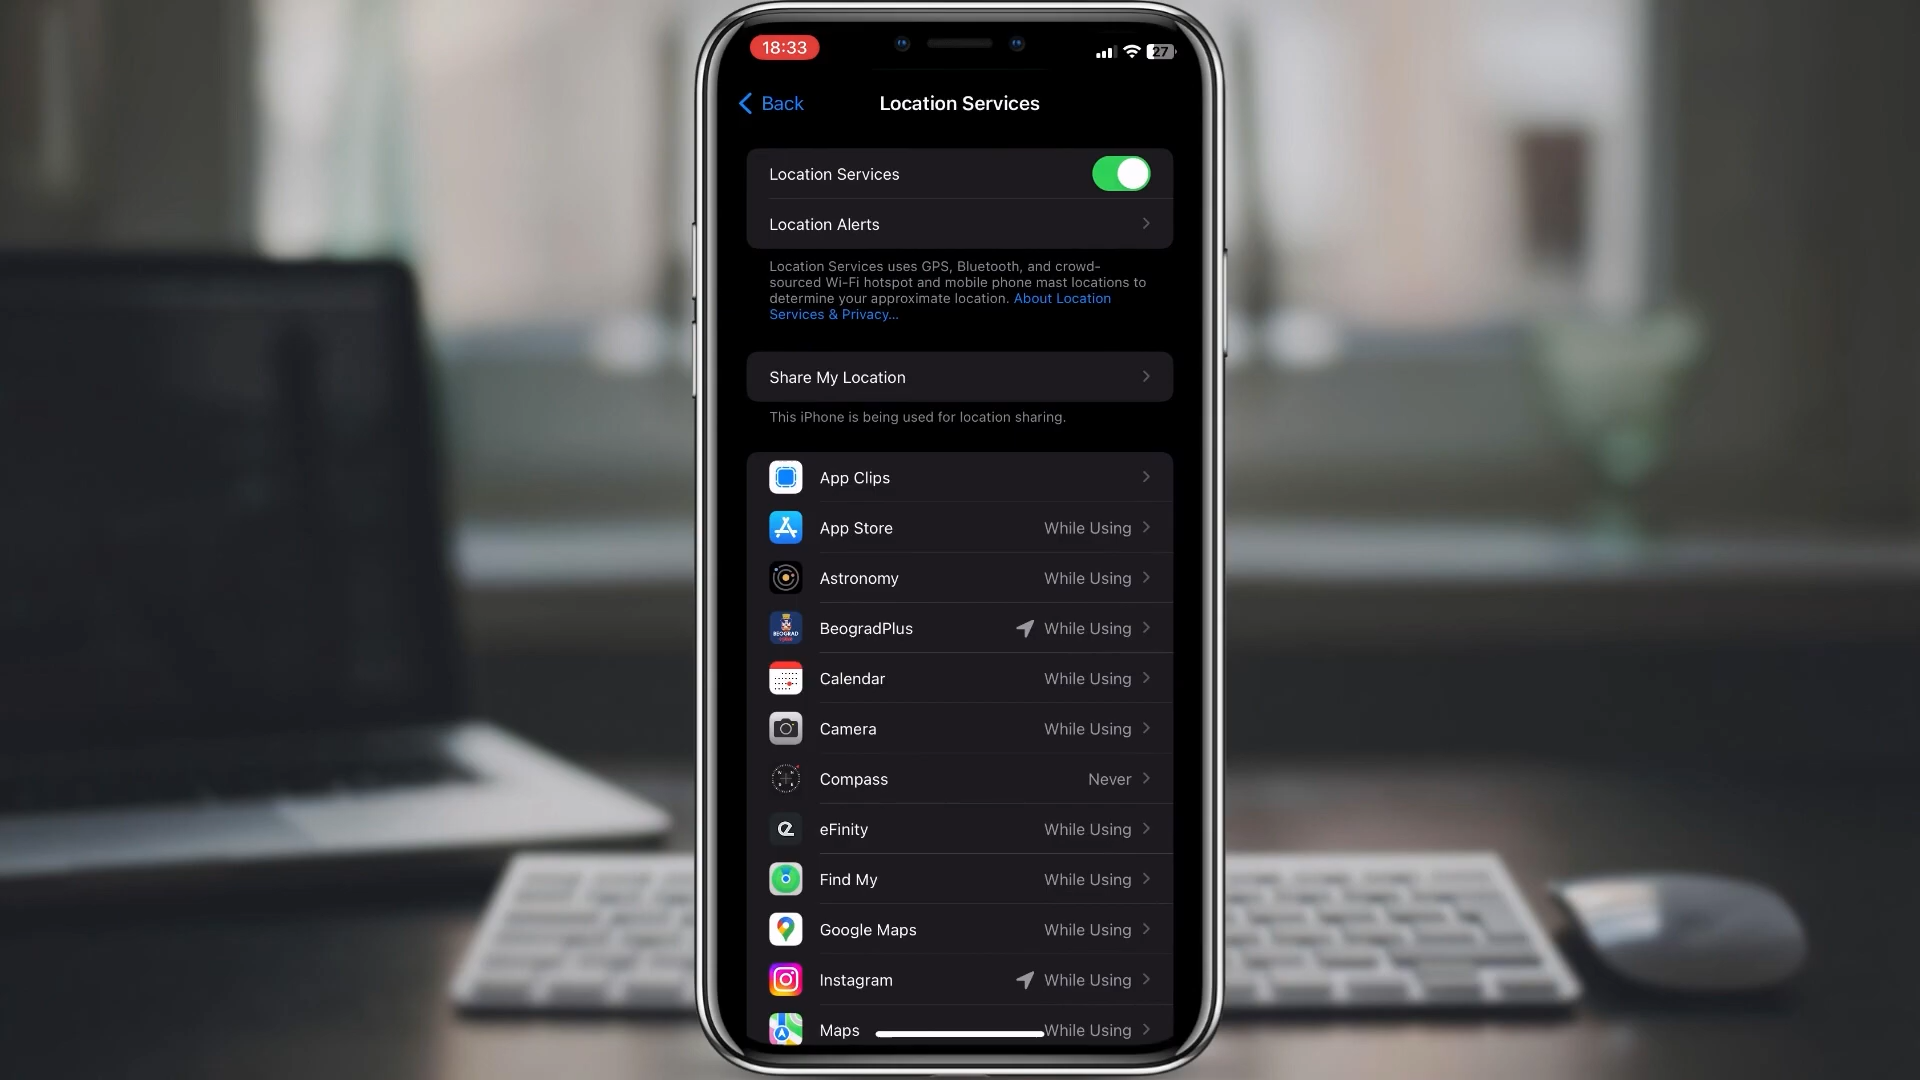 18:33
27
Back
Location Services
Location Services
Location Alerts
Location Services uses GPS, Bluetooth, and crowd-
sourced Wi-Fi hotspot and mobile phone mast locations to
determine your approximate location. About Location
Services & Privacy...
Share My Location
This iPhone is being used for location sharing.
App Clips
App Store While Using
Astronomy While Using
BEOGRAD
BeogradPlus While Using
Calendar While Using
Camera While Using
Compass Never
eFinity While Using
Find My While Using
Google Maps While Using
Instagram While Using
Maps While Using